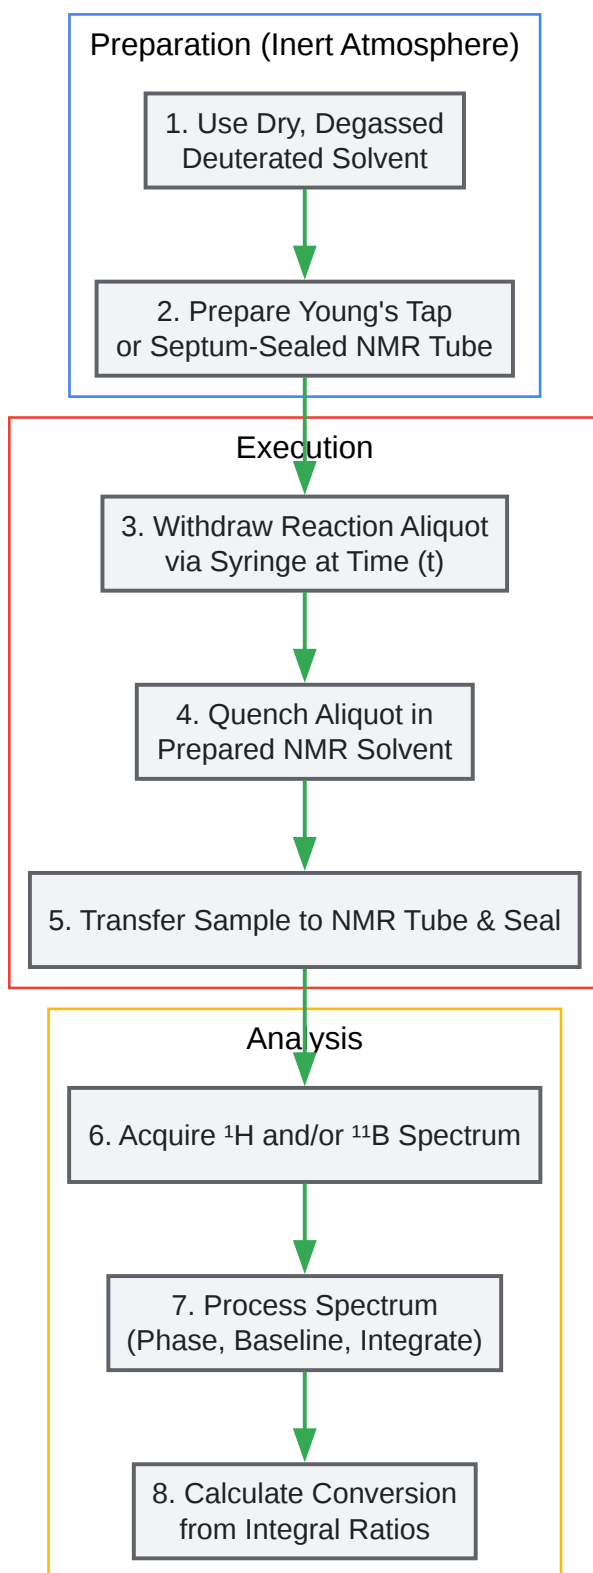 Preparation (Inert Atmosphere)
1. Use Dry, Degassed
Deuterated Solvent
2. Prepare Young's Tap
or Septum-Sealed NMR Tube
Execution
3. Withdraw Reaction Aliquot
via Syringe at Time (t)
4. Quench Aliquot in
Prepared NMR Solvent
5. Transfer Sample to NMR Tube & Seal
Analysis
6. Acquire ¹H and/or ¹¹B Spectrum
7. Process Spectrum
(Phase, Baseline, Integrate)
8. Calculate Conversion
from Integral Ratios